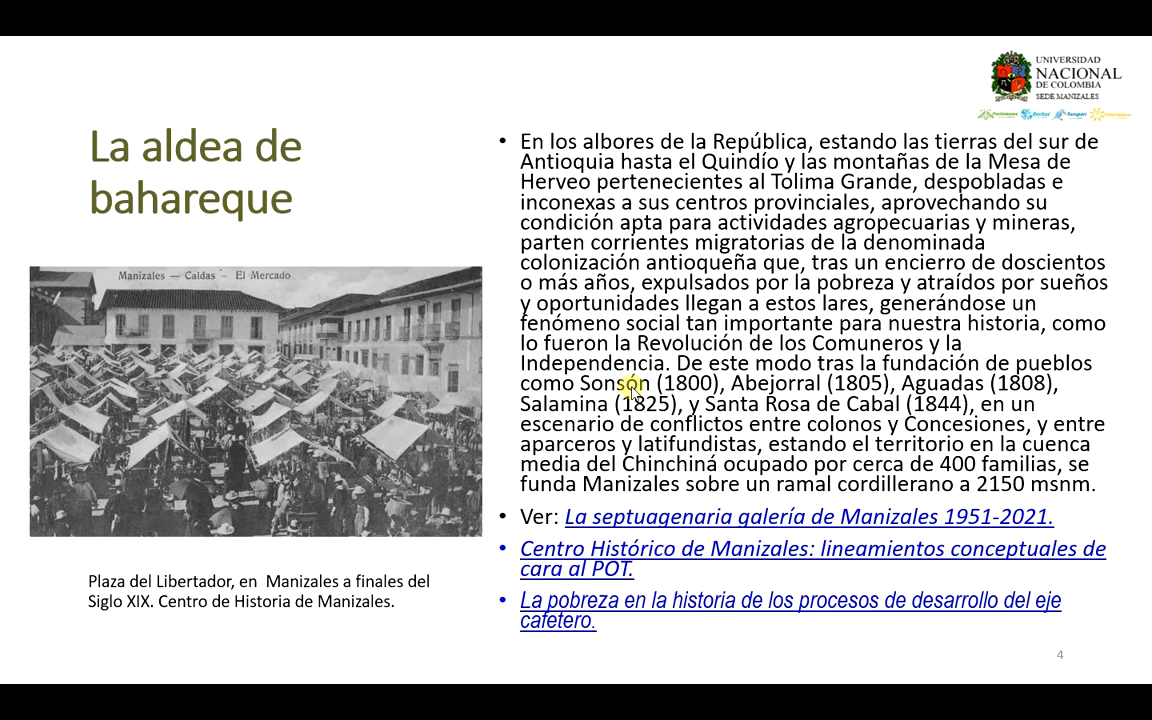 UNIVERSIDAD
NACIONAL
DE COLOMBIA
SEDE MANIZALES
La aldea de
bahareque
Manizales — Caldas — El Mercado
Plaza del Libertador, en Manizales a finales del
Siglo XIX. Centro de Historia de Manizales.
• En los albores de la República, estando las tierras del sur de
Antioquia hasta el Quindío y las montañas de la Mesa de
Herveo pertenecientes al Tolima Grande, despobladas e
inconexas a sus centros provinciales, aprovechando su
condición apta para actividades agropecuarias y mineras,
parten corrientes migratorias de la denominada
colonización antioqueña que, tras un encierro de doscientos
o más años, expulsados por la pobreza y atraídos por sueños
y oportunidades llegan a estos lares, generándose un
fenómeno social tan importante para nuestra historia, como
lo fueron la Revolución de los Comuneros y la
Independencia. De este modo tras la fundación de pueblos
como Sonsón (1800), Abejorral (1805), Aguadas (1808),
Salamina (1825), y Santa Rosa de Cabal (1844), en un
escenario de conflictos entre colonos y Concesiones, y entre
aparceros y latifundistas, estando el territorio en la cuenca
media del Chinchiná ocupado por cerca de 400 familias, se
funda Manizales sobre un ramal cordillerano a 2150 msnm.
• Ver: La septuagenaria galería de Manizales 1951-2021.
• Centro Histórico de Manizales: lineamientos conceptuales de
cara al POT.
• La pobreza en la historia de los procesos de desarrollo del eje
cafetero.
4